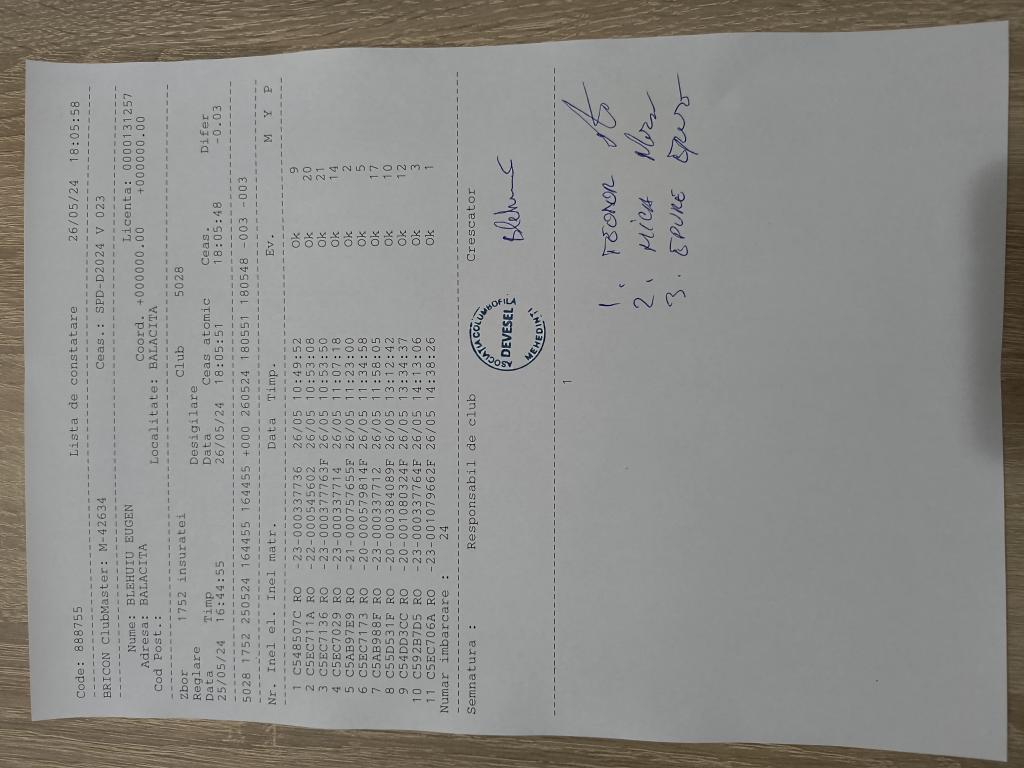 Code: 888755 Lista de constatare 26/05/24 18:05:58
BRICON ClubMaster: M-42634 Ceas.: SPD-D2024 V 023
Nume: BLEHUIU EUGEN Licenta: 0000131257
Adresa: BALACITA Coord. +000000.00 +000000.00
Cod Post.: Localitate: BALACITA
Zbor 1752 insuratei Club 5028
Reglare Desigilare
Data Timp Data Ceas atomic Ceas. Difer
25/05/24 16:44:55 26/05/24 18:05:51 18:05:48 -0.03
5028 1752 250524 164455 164455 +000 260524 180551 180548 -003 -003
Nr. Inel el. Inel matr. Data Timp. Ev. M Y P
1 C548507C RO -23-000337736 26/05 10:49:52 Ok 9
2 C5EC711A RO -22-000545602 26/05 10:53:08 Ok 20
3 C5EC7136 RO -23-000337763F 26/05 10:53:50 Ok 21
4 C5EC7029 RO -23-000337714 26/05 11:07:18 Ok 14
5 C5AB97E9 RO -21-000757655F 26/05 11:23:00 Ok 2
6 C5EC7173 RO -20-000579814F 26/05 11:34:58 Ok 5
7 C5AB98BF RO -23-000337712 26/05 11:58:05 Ok 17
8 C55D531F RO -20-000384089F 26/05 13:12:42 Ok 10
9 C54DD3CC RO -20-001080324F 26/05 13:34:37 Ok 12
10 C592B7D5 RO -23-000337764F 26/05 14:13:06 Ok 3
11 C5EC706A RO -23-001079662F 26/05 14:38:26 Ok 1
Numar imbarcare : 24
Semnatura : Responsabil de club Crescator
DEVESEL
MEHEDINTI
1
1. TEODOR
2. MICA
3. EPURE